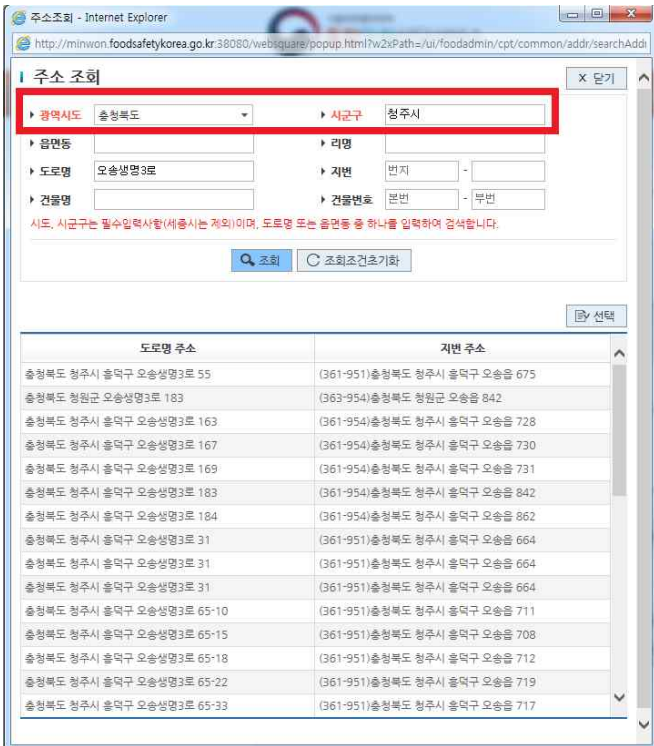 주소조회 - Internet Explorer
http://minwon.foodsafetykorea.go.kr:38080/websquare/popup.html?w2xPath=/ui/foodadmin/cpt/common/addr/searchAddr
주소 조회
X 닫기
광역시도 충청북도 시군구 청주시
읍면동 리명
도로명 오송생명3로 지번 번지 -
건물명 건물번호 본번 - 부번
시도, 시군구는 필수입력사항(세종시는 제외)이며, 도로명 또는 읍면동 중 하나를 입력하여 검색합니다.
조회 조회조건초기화
선택
도로명 주소 지번 주소
충청북도 청주시 흥덕구 오송생명3로 55 (361-951)충청북도 청주시 흥덕구 오송읍 675
충청북도 청원군 오송생명3로 183 (363-954)충청북도 청원군 오송읍 842
충청북도 청주시 흥덕구 오송생명3로 163 (361-954)충청북도 청주시 흥덕구 오송읍 728
충청북도 청주시 흥덕구 오송생명3로 167 (361-954)충청북도 청주시 흥덕구 오송읍 730
충청북도 청주시 흥덕구 오송생명3로 169 (361-954)충청북도 청주시 흥덕구 오송읍 731
충청북도 청주시 흥덕구 오송생명3로 183 (361-954)충청북도 청주시 흥덕구 오송읍 842
충청북도 청주시 흥덕구 오송생명3로 184 (361-954)충청북도 청주시 흥덕구 오송읍 862
충청북도 청주시 흥덕구 오송생명3로 31 (361-951)충청북도 청주시 흥덕구 오송읍 664
충청북도 청주시 흥덕구 오송생명3로 31 (361-951)충청북도 청주시 흥덕구 오송읍 664
충청북도 청주시 흥덕구 오송생명3로 31 (361-951)충청북도 청주시 흥덕구 오송읍 664
충청북도 청주시 흥덕구 오송생명3로 65-10 (361-951)충청북도 청주시 흥덕구 오송읍 711
충청북도 청주시 흥덕구 오송생명3로 65-15 (361-951)충청북도 청주시 흥덕구 오송읍 708
충청북도 청주시 흥덕구 오송생명3로 65-18 (361-951)충청북도 청주시 흥덕구 오송읍 712
충청북도 청주시 흥덕구 오송생명3로 65-22 (361-951)충청북도 청주시 흥덕구 오송읍 719
충청북도 청주시 흥덕구 오송생명3로 65-33 (361-951)충청북도 청주시 흥덕구 오송읍 717